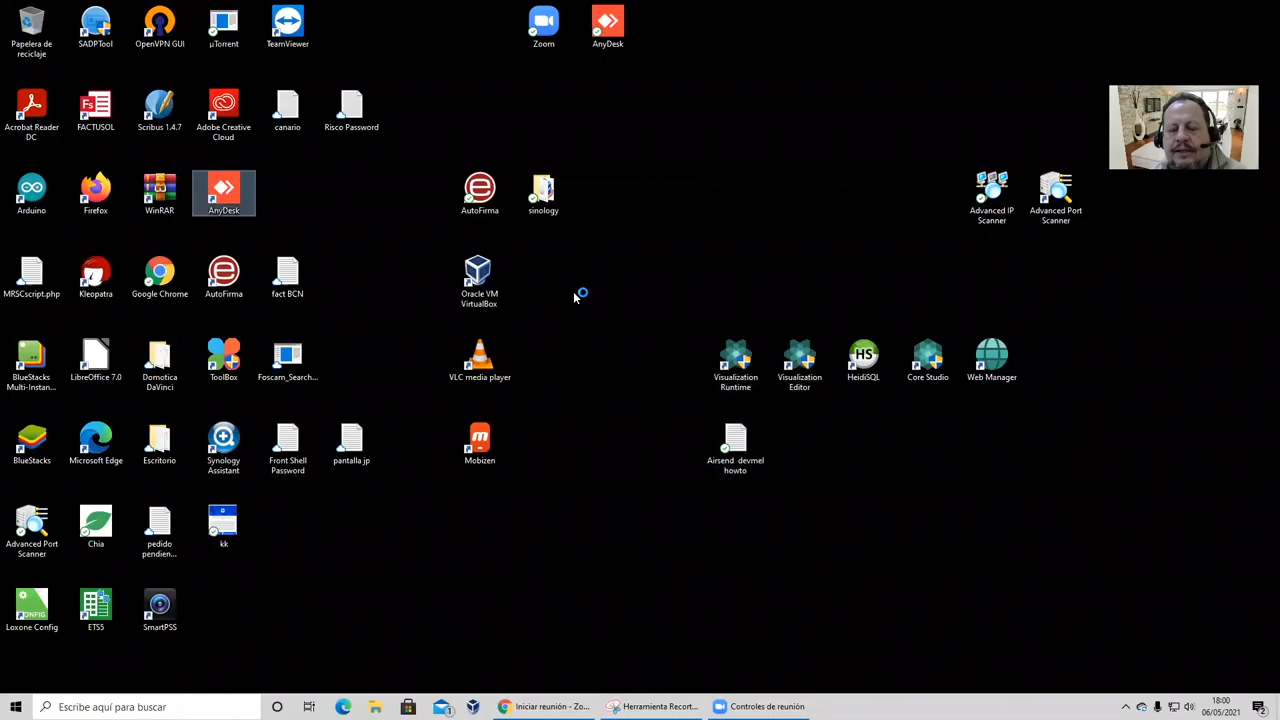 Papelera de
reciclaje
SADPTool
OpenVPN GUI
µTorrent
TeamViewer
Zoom
AnyDesk
Acrobat Reader
DC
FACTUSOL
Scribus 1.4.7
Adobe Creative
Cloud
canario
Risco Password
Arduino
Firefox
WinRAR
AnyDesk
AutoFirma
sinology
Advanced IP
Scanner
Advanced Port
Scanner
MRSCscript.php
Kleopatra
Google Chrome
AutoFirma
fact BCN
Oracle VM
VirtualBox
BlueStacks
Multi-Instan...
LibreOffice 7.0
Domotica
DaVinci
ToolBox
Foscam_Search...
VLC media player
Visualization
Runtime
Visualization
Editor
HS
HeidiSQL
Core Studio
Web Manager
BlueStacks
Microsoft Edge
Escritorio
Synology
Assistant
Front Shell
Password
pantalla jp
Mobizen
Airsend devmel
howto
Advanced Port
Scanner
Chia
pedido
pendien...
kk
Loxone Config
ETS5
SmartPSS
Escribe aquí para buscar
Iniciar reunión - Zo...
Herramienta Recort...
Controles de reunión
18:00
06/05/2021